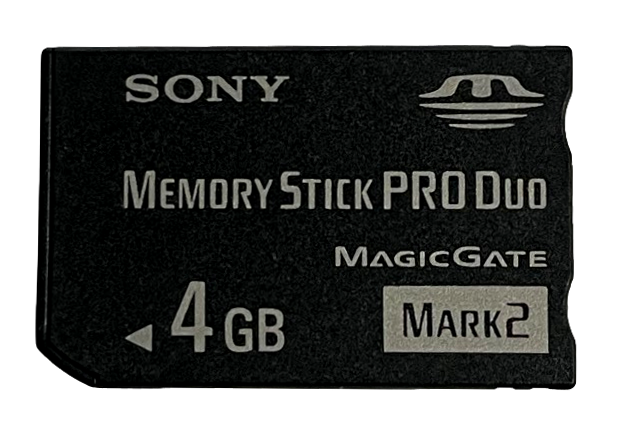 SONY
MEMORY STICK PRO DUO
MAGICGATE
4 GB
MARK2